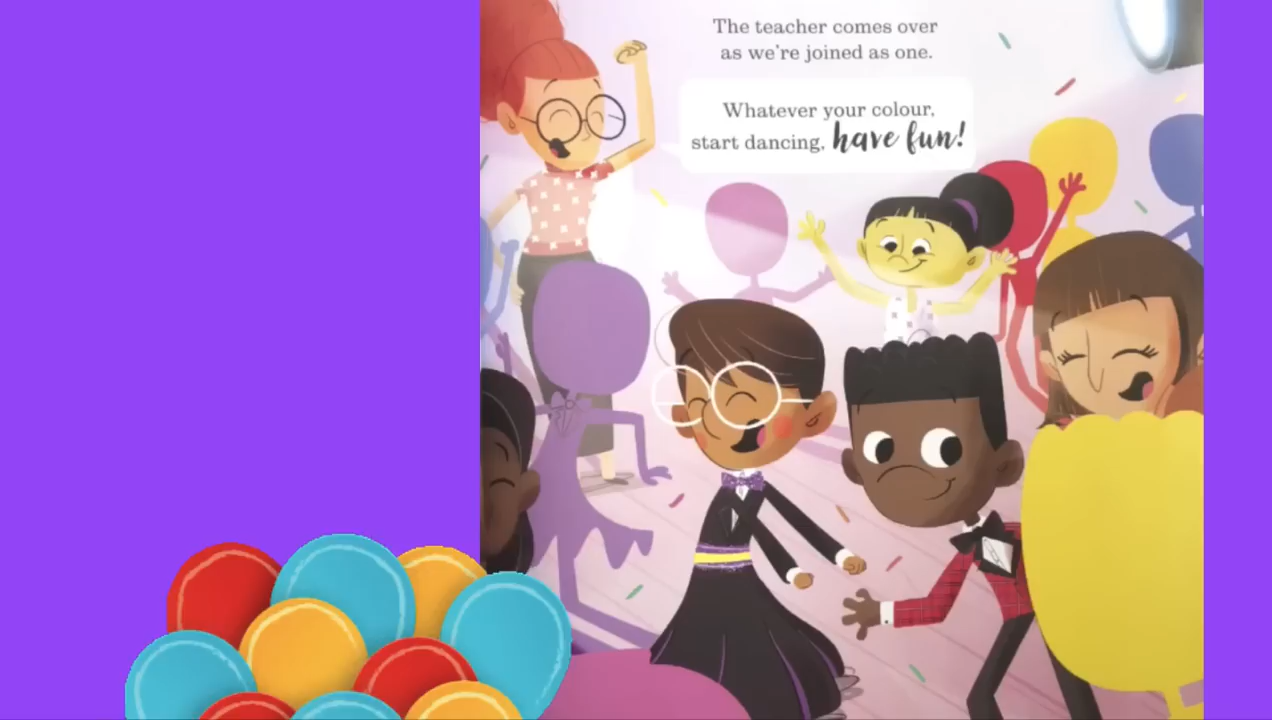 The teacher comes over
as we're joined as one.
Whatever your colour,
start dancing, have fun!